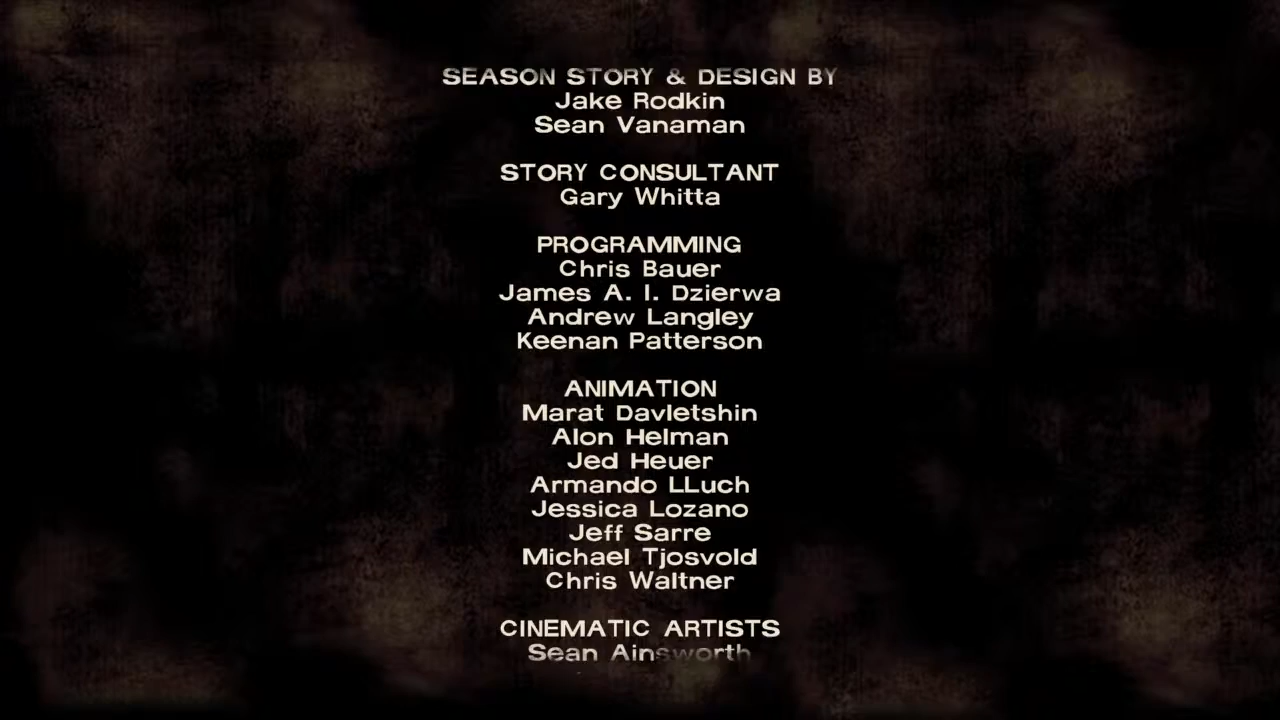 SEASON STORY & DESIGN BY
Jake Rodkin
Sean Vanaman
STORY CONSULTANT
Gary Whitta
PROGRAMMING
Chris Bauer
James A. I. Dzierwa
Andrew Langley
Keenan Patterson
ANIMATION
Marat Davletshin
Alon Helman
Jed Heuer
Armando LLuch
Jessica Lozano
Jeff Sarre
Michael Tjosvold
Chris Waltner
CINEMATIC ARTISTS
Sean Ainsworth